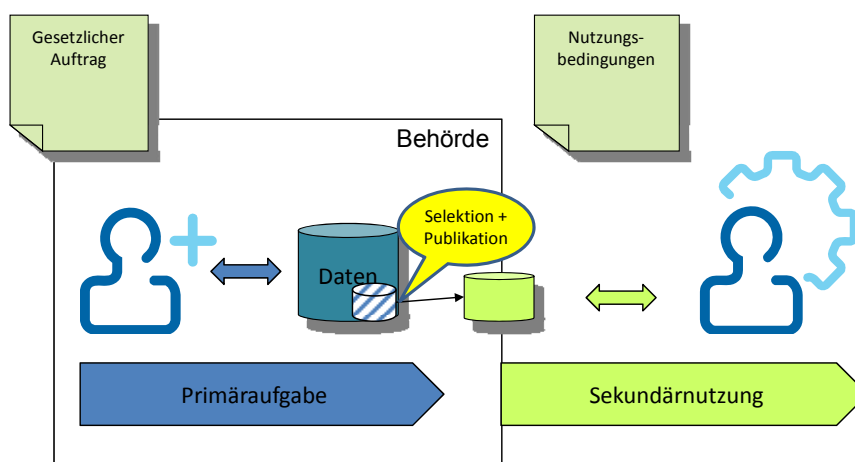 Gesetzlicher
Auftrag
Nutzungs-
bedingungen
Behörde
Selektion +
Publikation
Daten
Primäraufgabe
Sekundärnutzung